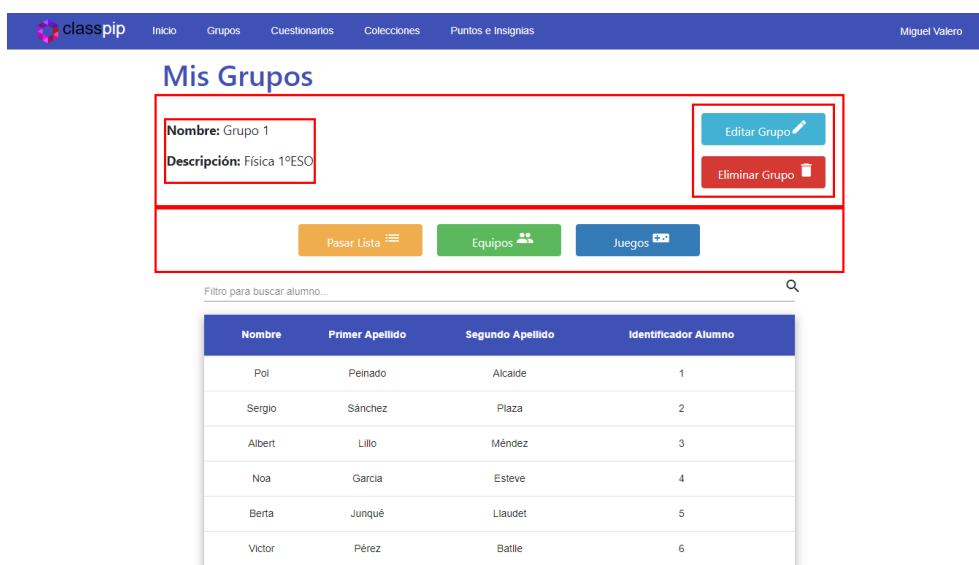 classpip Inicio Grupos Cuestionarios Colecciones Puntos e Insignias Miguel Valero
Mis Grupos
Nombre: Grupo 1
Descripción: Física 1ºESO
Editar Grupo
Eliminar Grupo
Pasar Lista Equipos Juegos
Filtro para buscar alumno...
Nombre Primer Apellido Segundo Apellido Identificador Alumno
Pol Peinado Alcaide 1
Sergio Sánchez Plaza 2
Albert Lillo Méndez 3
Noa Garcia Esteve 4
Berta Junqué Llaudet 5
Victor Pérez Batlle 6